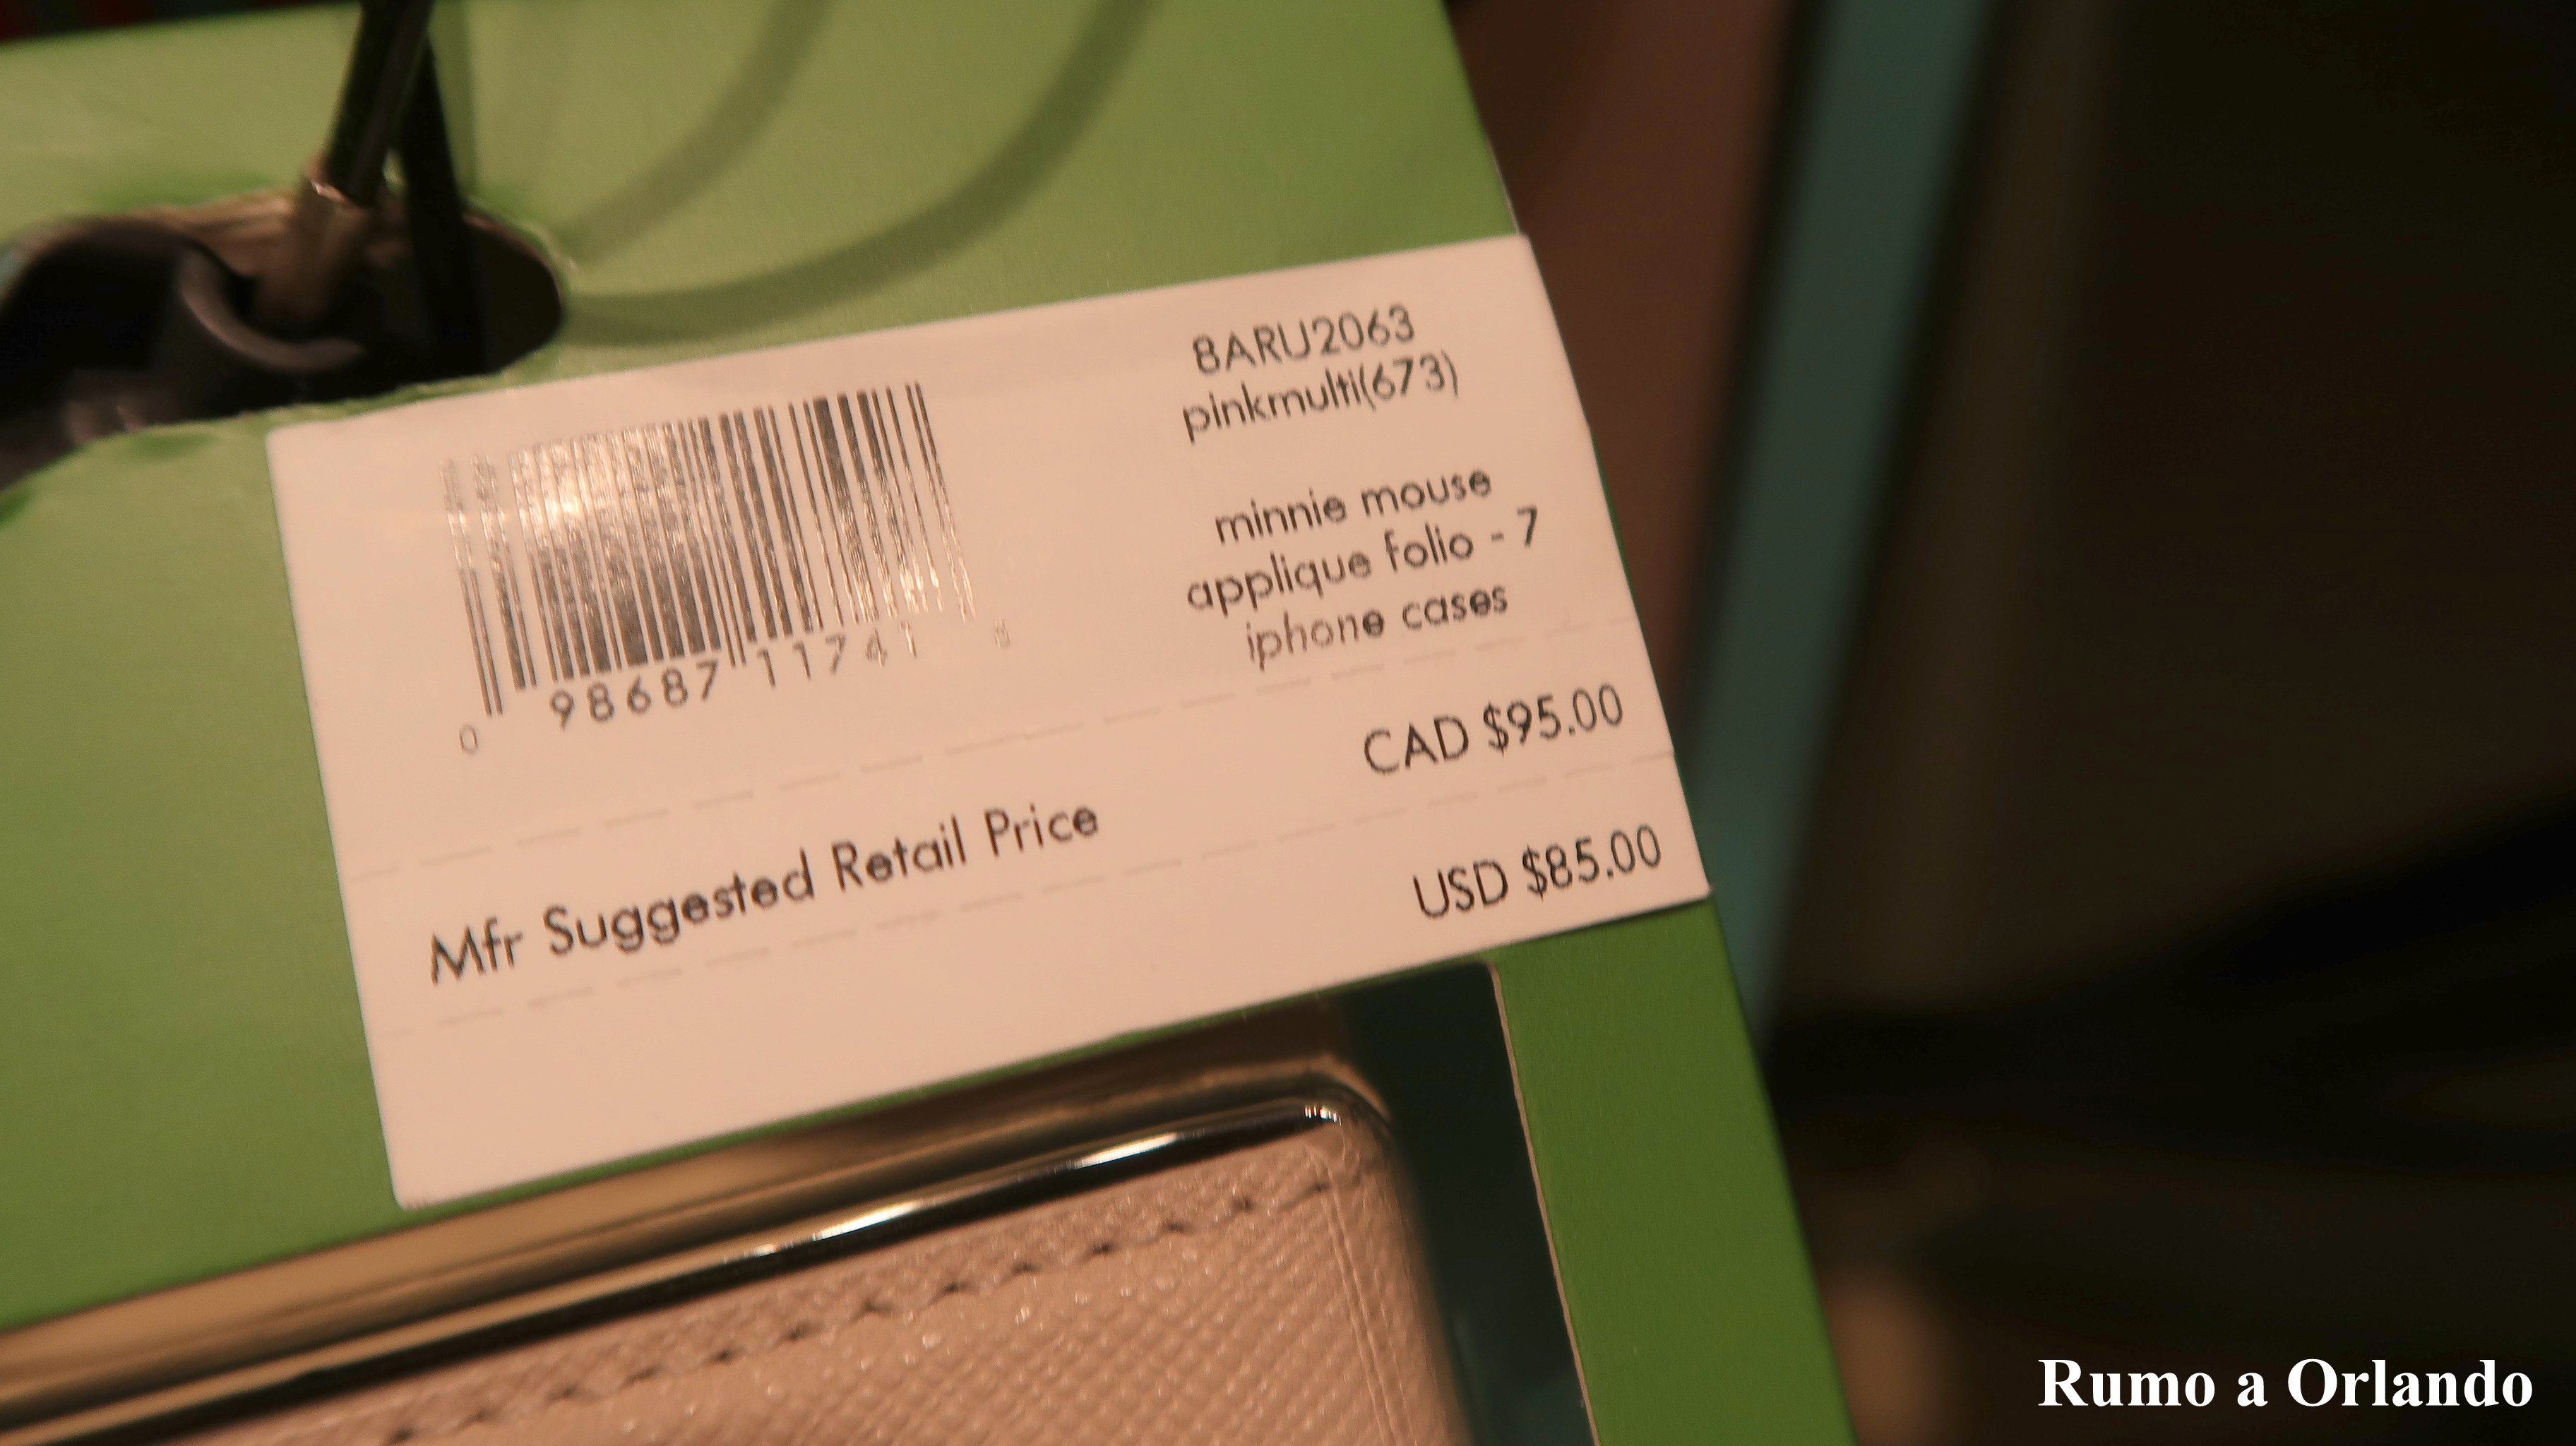 8ARU2063
pinkmulti(673)
minnie mouse
applique folio - 7
iphone cases
0 98687 11741 8
CAD $95.00
Mfr Suggested Retail Price
USD $85.00
Rumo a Orlando